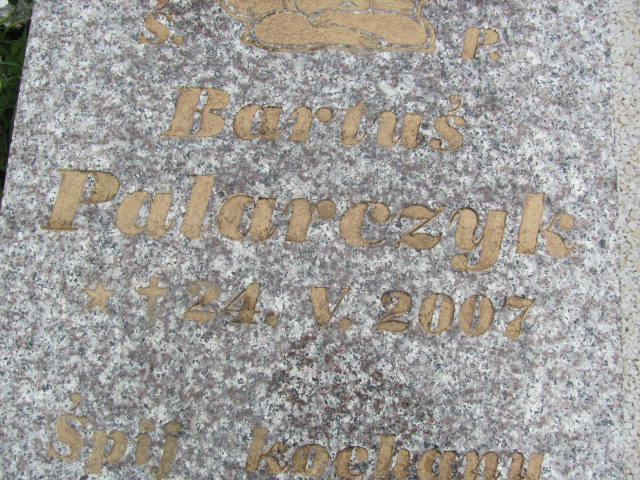 Ś. P.
Bartuś
Palarczyk
* † 24. V. 2007
Śpij kochany